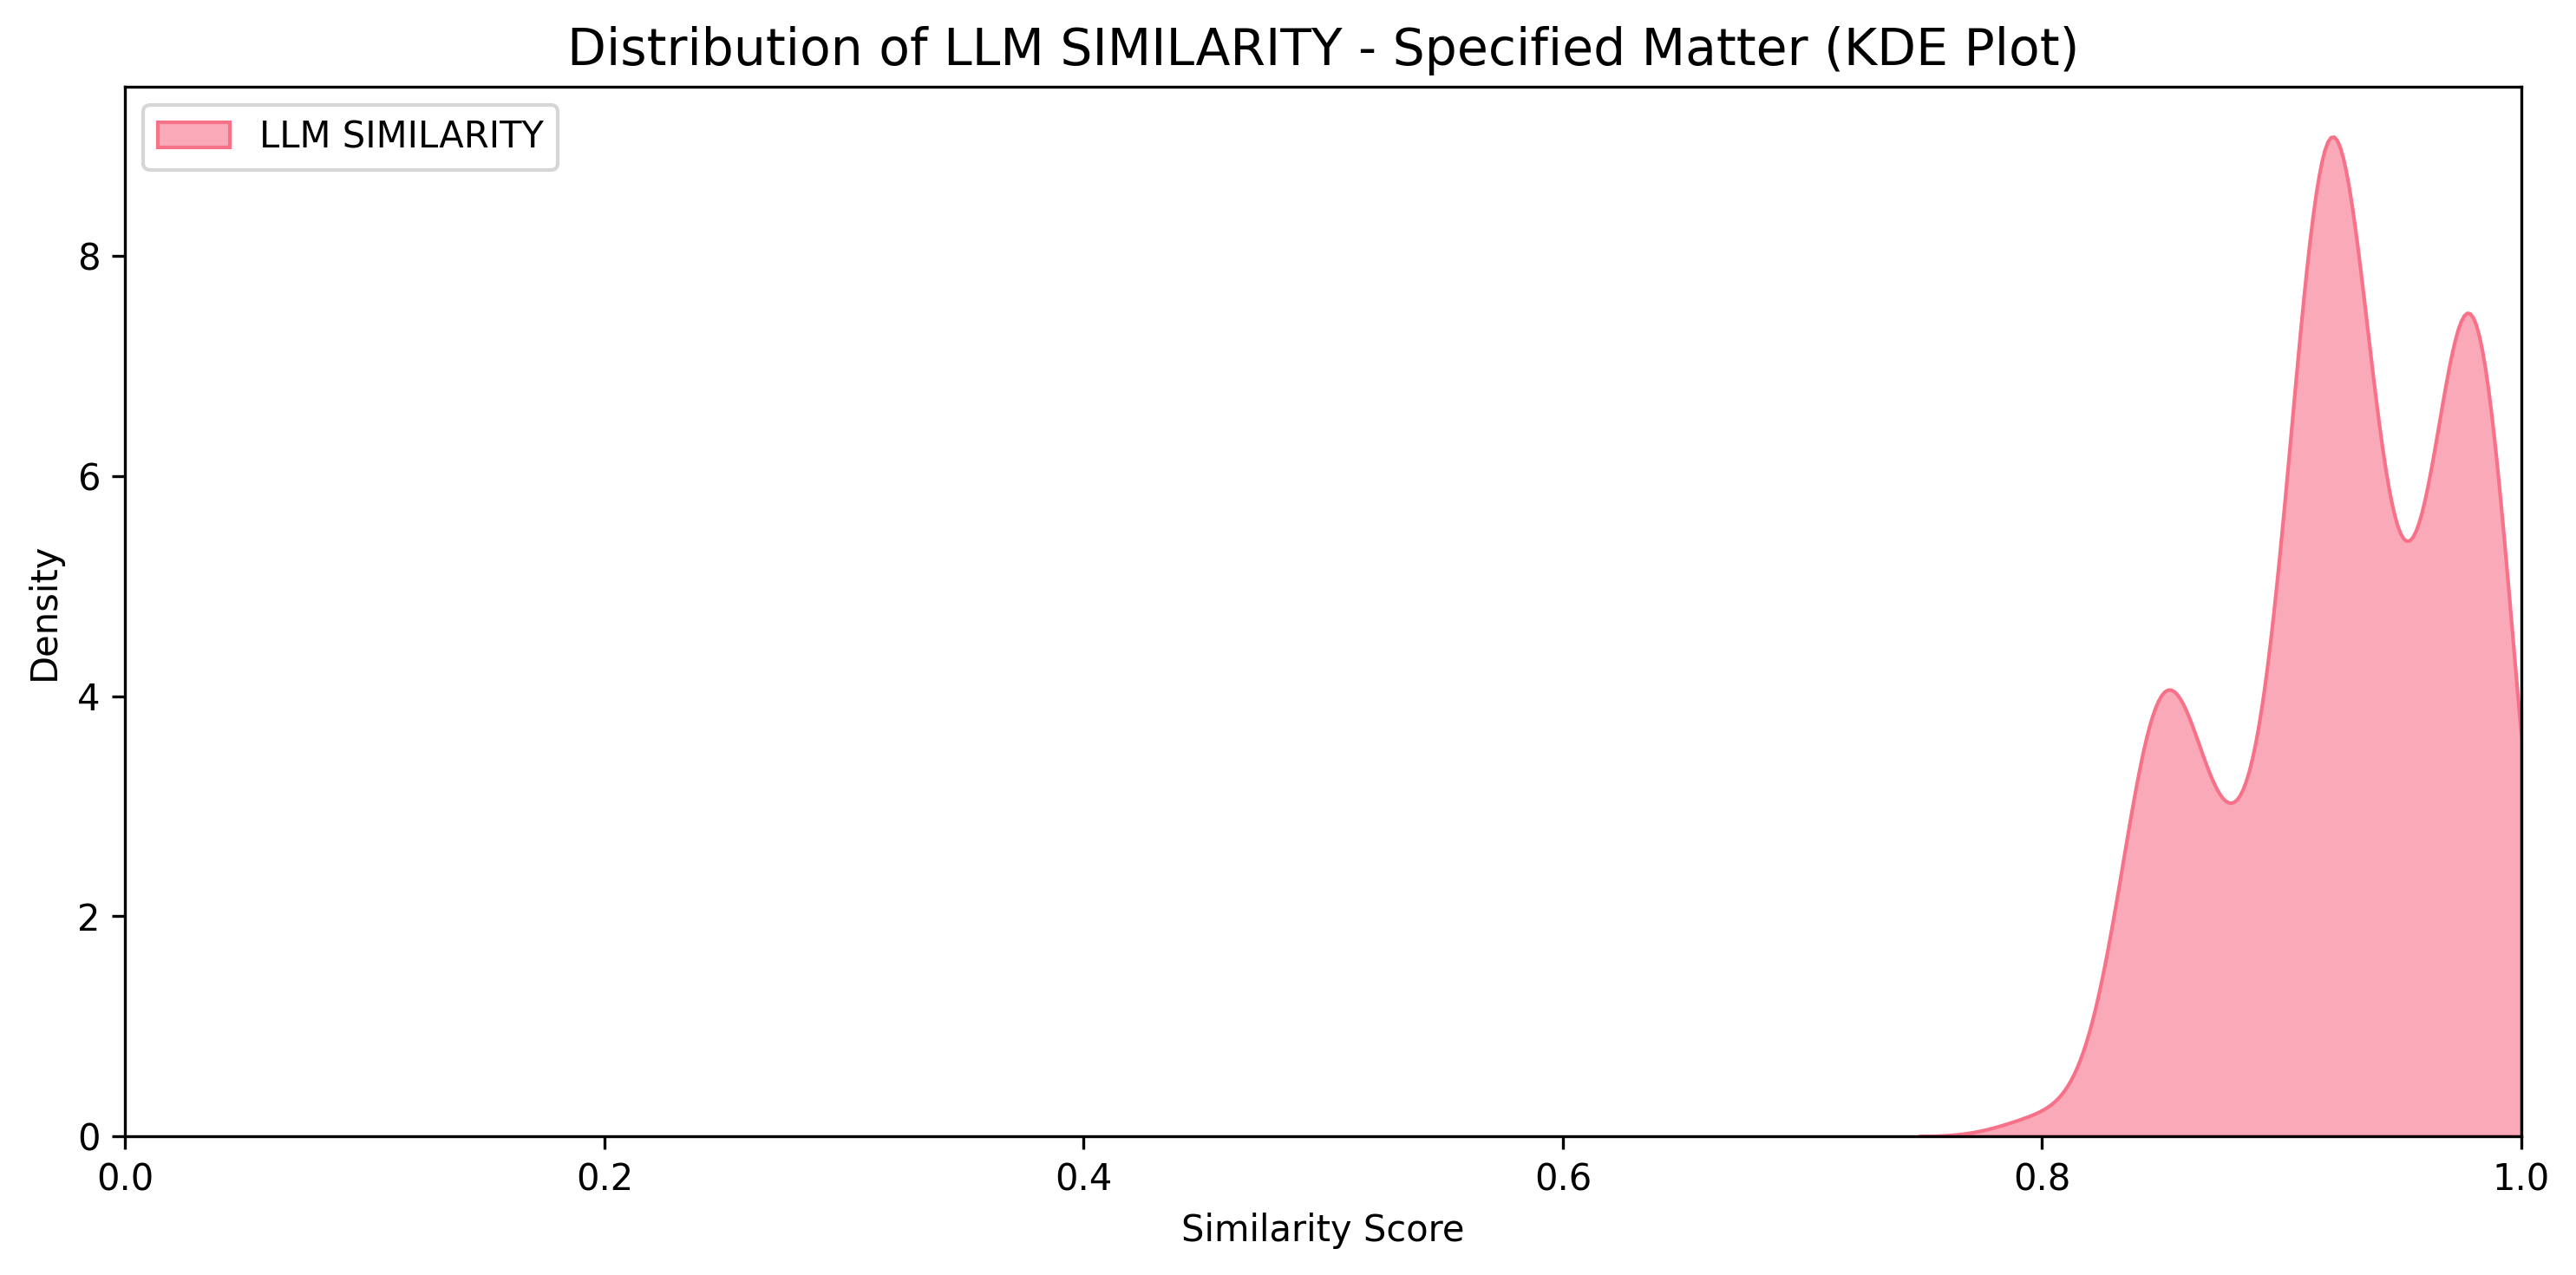 Distribution of LLM SIMILARITY - Specified Matter (KDE Plot)
LLM SIMILARITY
8
6
4
2
0
Density
0.0 0.2 0.4 0.6 0.8 1.0
Similarity Score